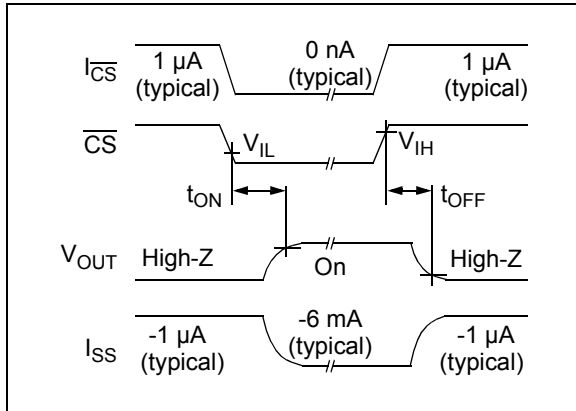 I_CS 1 µA (typical) 0 nA (typical) 1 µA (typical)
CS V_IL V_IH
t_ON t_OFF
V_OUT High-Z On High-Z
I_SS -1 µA (typical) -6 mA (typical) -1 µA (typical)